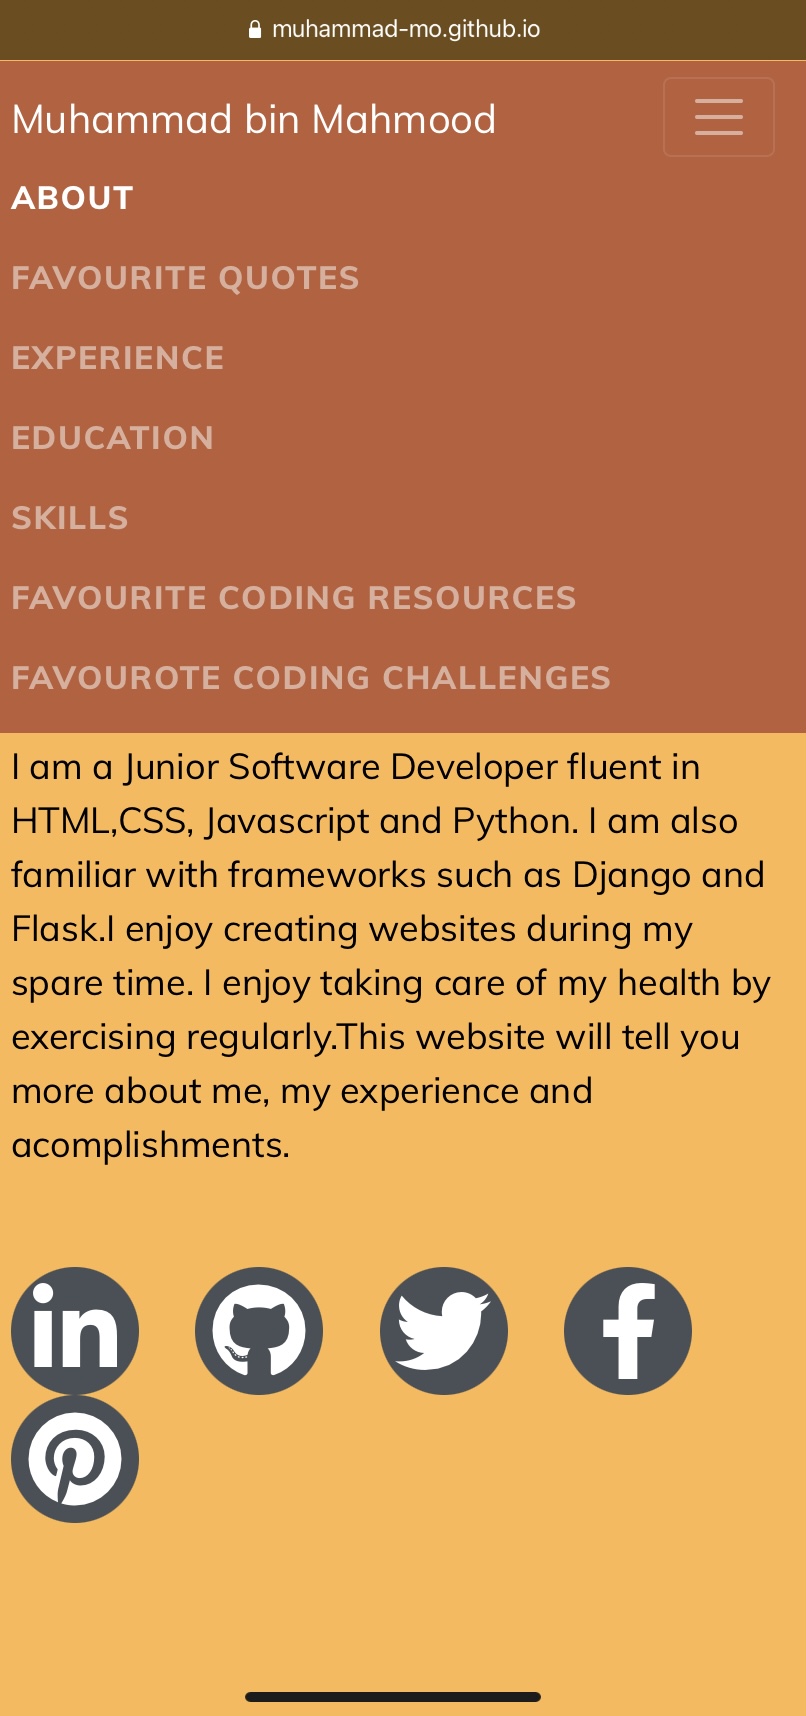 muhammad-mo.github.io
Muhammad bin Mahmood
ABOUT
FAVOURITE QUOTES
EXPERIENCE
EDUCATION
SKILLS
FAVOURITE CODING RESOURCES
FAVOUROTE CODING CHALLENGES
I am a Junior Software Developer fluent in
HTML,CSS, Javascript and Python. I am also
familiar with frameworks such as Django and
Flask.I enjoy creating websites during my
spare time. I enjoy taking care of my health by
exercising regularly.This website will tell you
more about me, my experience and
acomplishments.